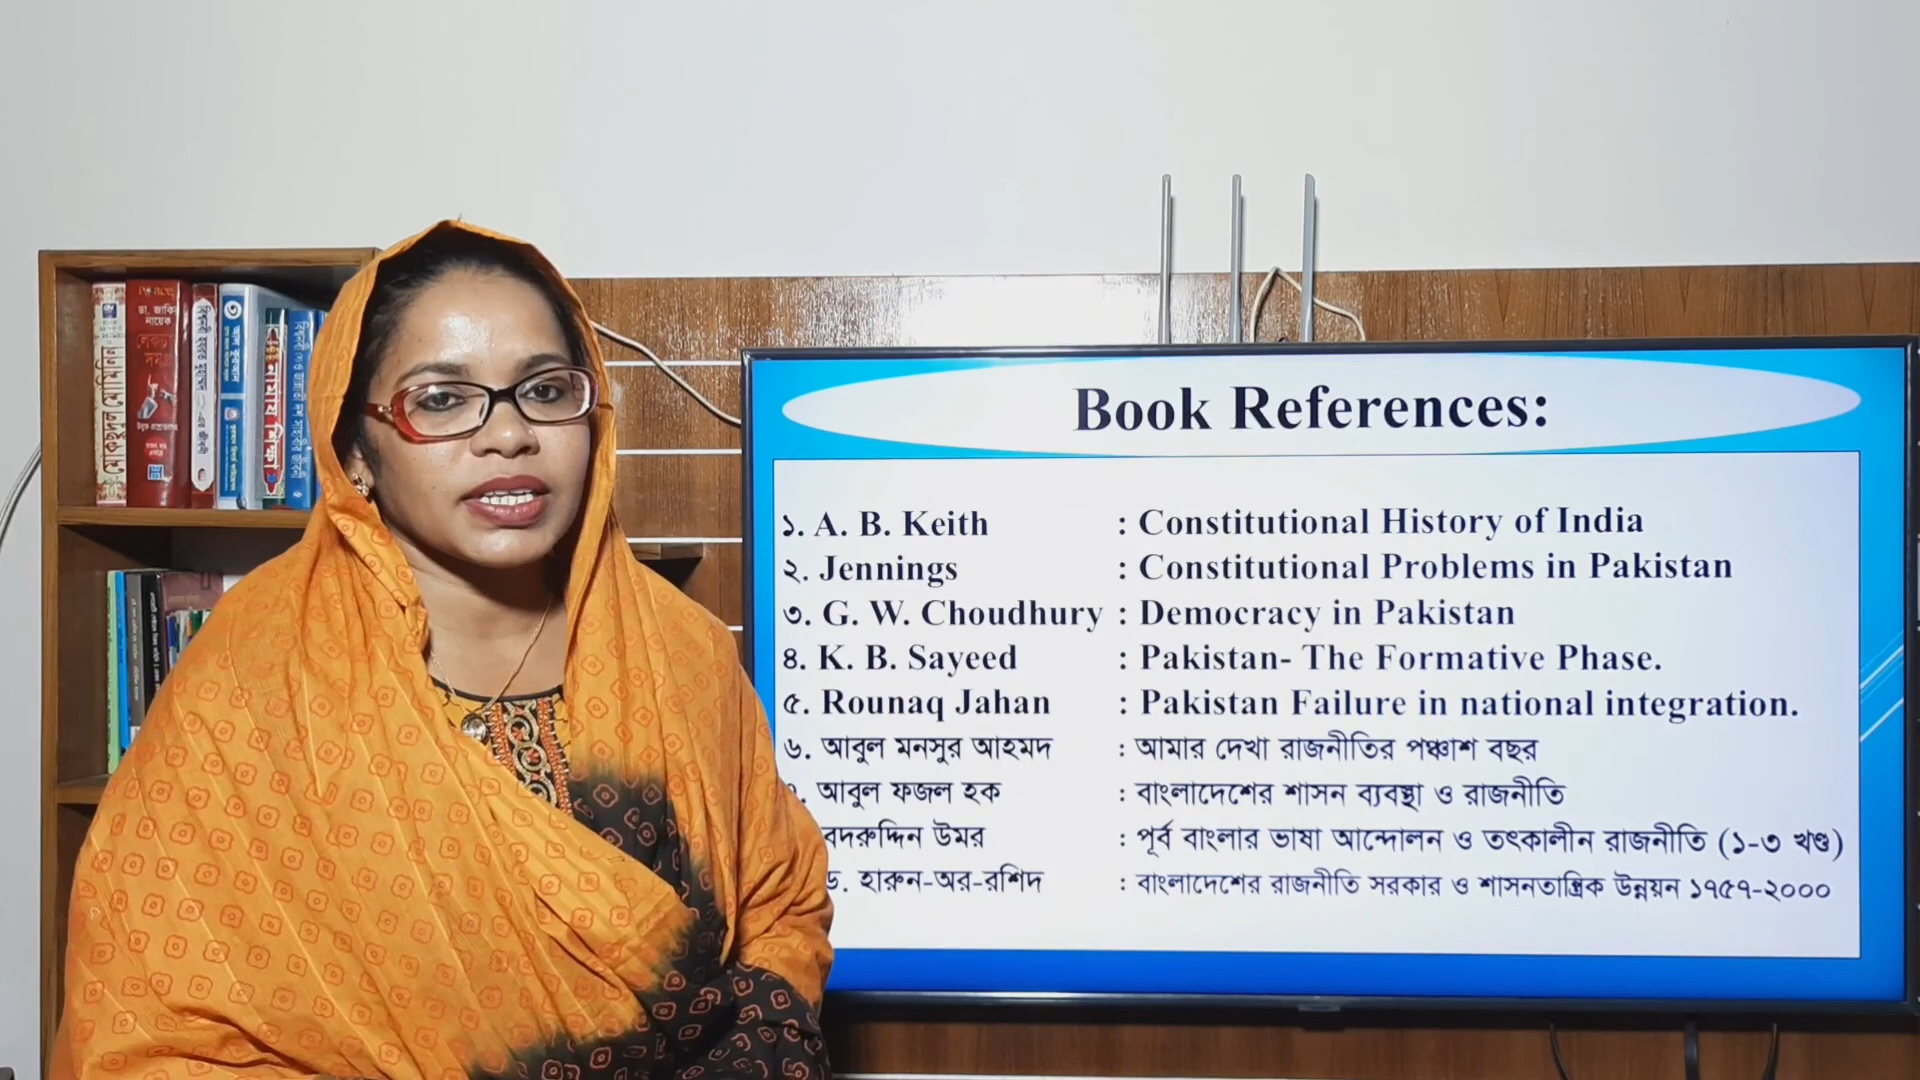 Book References:
১. A. B. Keith : Constitutional History of India
২. Jennings : Constitutional Problems in Pakistan
৩. G. W. Choudhury : Democracy in Pakistan
৪. K. B. Sayeed : Pakistan- The Formative Phase.
৫. Rounaq Jahan : Pakistan Failure in national integration.
৬. আবুল মনসুর আহমদ : আমার দেখা রাজনীতির পঞ্চাশ বছর
আবুল ফজল হক : বাংলাদেশের শাসন ব্যবস্থা ও রাজনীতি
বদরুদ্দিন উমর : পূর্ব বাংলার ভাষা আন্দোলন ও তৎকালীন রাজনীতি (১-৩ খণ্ড)
ড. হারুন-অর-রশিদ : বাংলাদেশের রাজনীতি সরকার ও শাসনতান্ত্রিক উন্নয়ন ১৭৫৭-২০০০
মোকছুদুল মোমিনিন
ডা. জাকির
নায়েক
লেকচার
নামায শিক্ষা